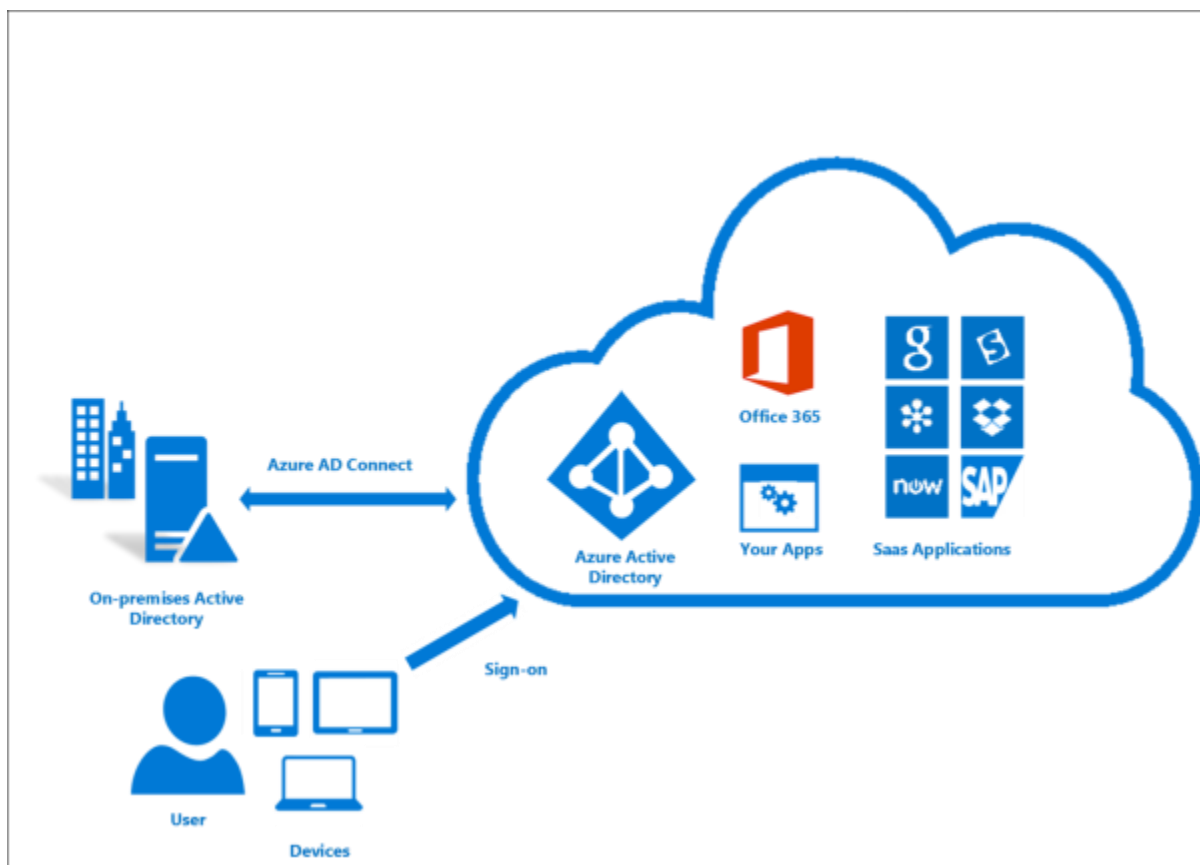 Office 365
now
SAP
Azure AD Connect
Azure Active
Directory
Your Apps
Saas Applications
On-premises Active
Directory
Sign-on
User
Devices